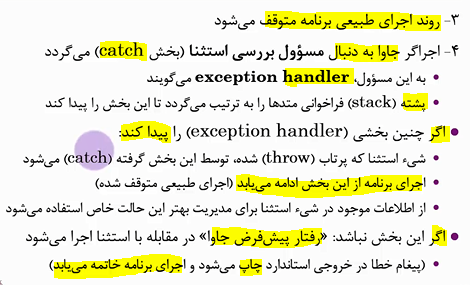 ۳- روند اجرای طبیعی برنامه متوقف می‌شود
۴- اجراگر جاوا به دنبال مسؤول بررسی استثنا (بخش catch) می‌گردد
• به این مسؤول، exception handler می‌گویند
• پشته (stack) فراخوانی متدها را به ترتیب می‌گردد تا این بخش را پیدا کند
• اگر چنین بخشی (exception handler) را پیدا کند:
• شیء استثنا که پرتاب (throw) شده، توسط این بخش گرفته (catch) می‌شود
• اجرای برنامه از این بخش ادامه می‌یابد (اجرای طبیعی متوقف شده)
• از اطلاعات موجود در شیء استثنا برای مدیریت بهتر این حالت خاص استفاده می‌شود
• اگر این بخش نباشد: «رفتار پیش‌فرض جاوا» در مقابله با استثنا اجرا می‌شود
• (پیغام خطا در خروجی استاندارد چاپ می‌شود و اجرای برنامه خاتمه می‌یابد)